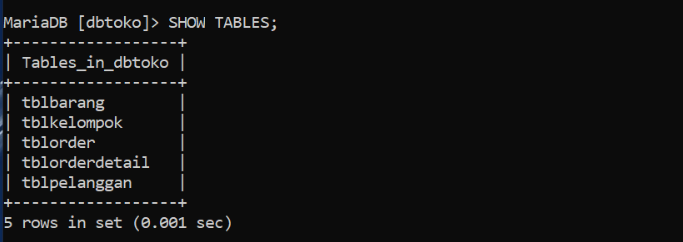 MariaDB [dbtoko]> SHOW TABLES;
+------------------+
| Tables_in_dbtoko |
+------------------+
| tblbarang        |
| tblkelompok      |
| tblorder         |
| tblorderdetail   |
| tblpelanggan     |
+------------------+
5 rows in set (0.001 sec)